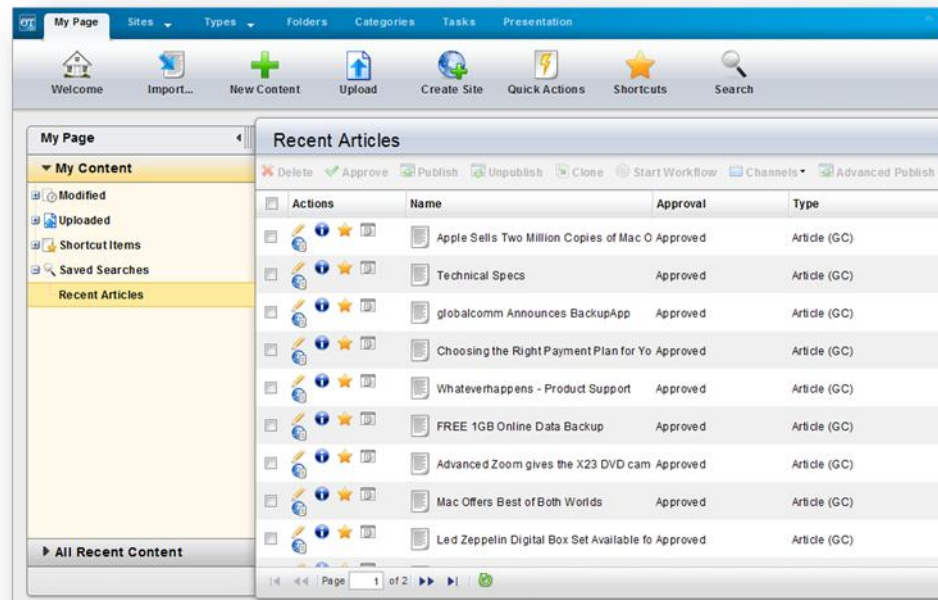 OT My Page Sites Types Folders Categories Tasks Presentation
Welcome Import... New Content Upload Create Site Quick Actions Shortcuts Search
My Page
My Content
Modified
Uploaded
Shortcut Items
Saved Searches
Recent Articles
All Recent Content
Recent Articles
Delete Approve Publish Unpublish Clone Start Workflow Channels Advanced Publish
Actions Name Approval Type
Apple Sells Two Million Copies of Mac O Approved Article (GC)
Technical Specs Approved Article (GC)
globalcomm Announces BackupApp Approved Article (GC)
Choosing the Right Payment Plan for Yo Approved Article (GC)
Whateverhappens - Product Support Approved Article (GC)
FREE 1GB Online Data Backup Approved Article (GC)
Advanced Zoom gives the X23 DVD cam Approved Article (GC)
Mac Offers Best of Both Worlds Approved Article (GC)
Led Zeppelin Digital Box Set Available fo Approved Article (GC)
Page 1 of 2